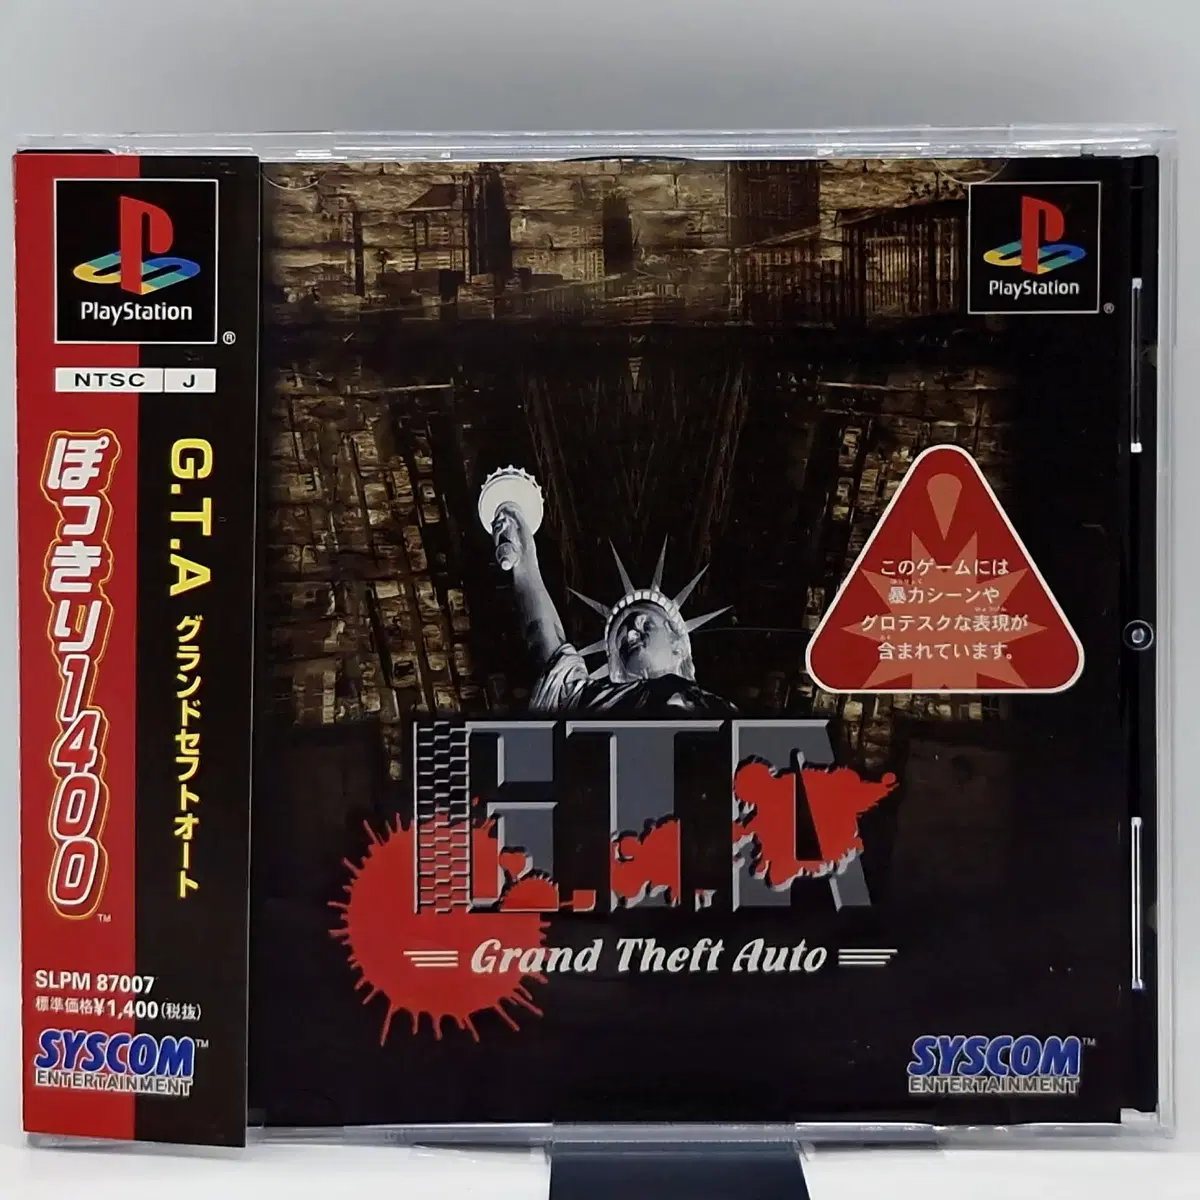 PlayStation
®
NTSC J
ぽっきり1400
™
G.T.A グランドセフトオート
SLPM 87007
標準価格¥1,400(税抜)
SYSCOM™
ENTERTAINMENT
PlayStation
®
このゲームには
暴力シーンや
グロテスクな表現が
含まれています。
G.T.A
Grand Theft Auto
SYSCOM™
ENTERTAINMENT